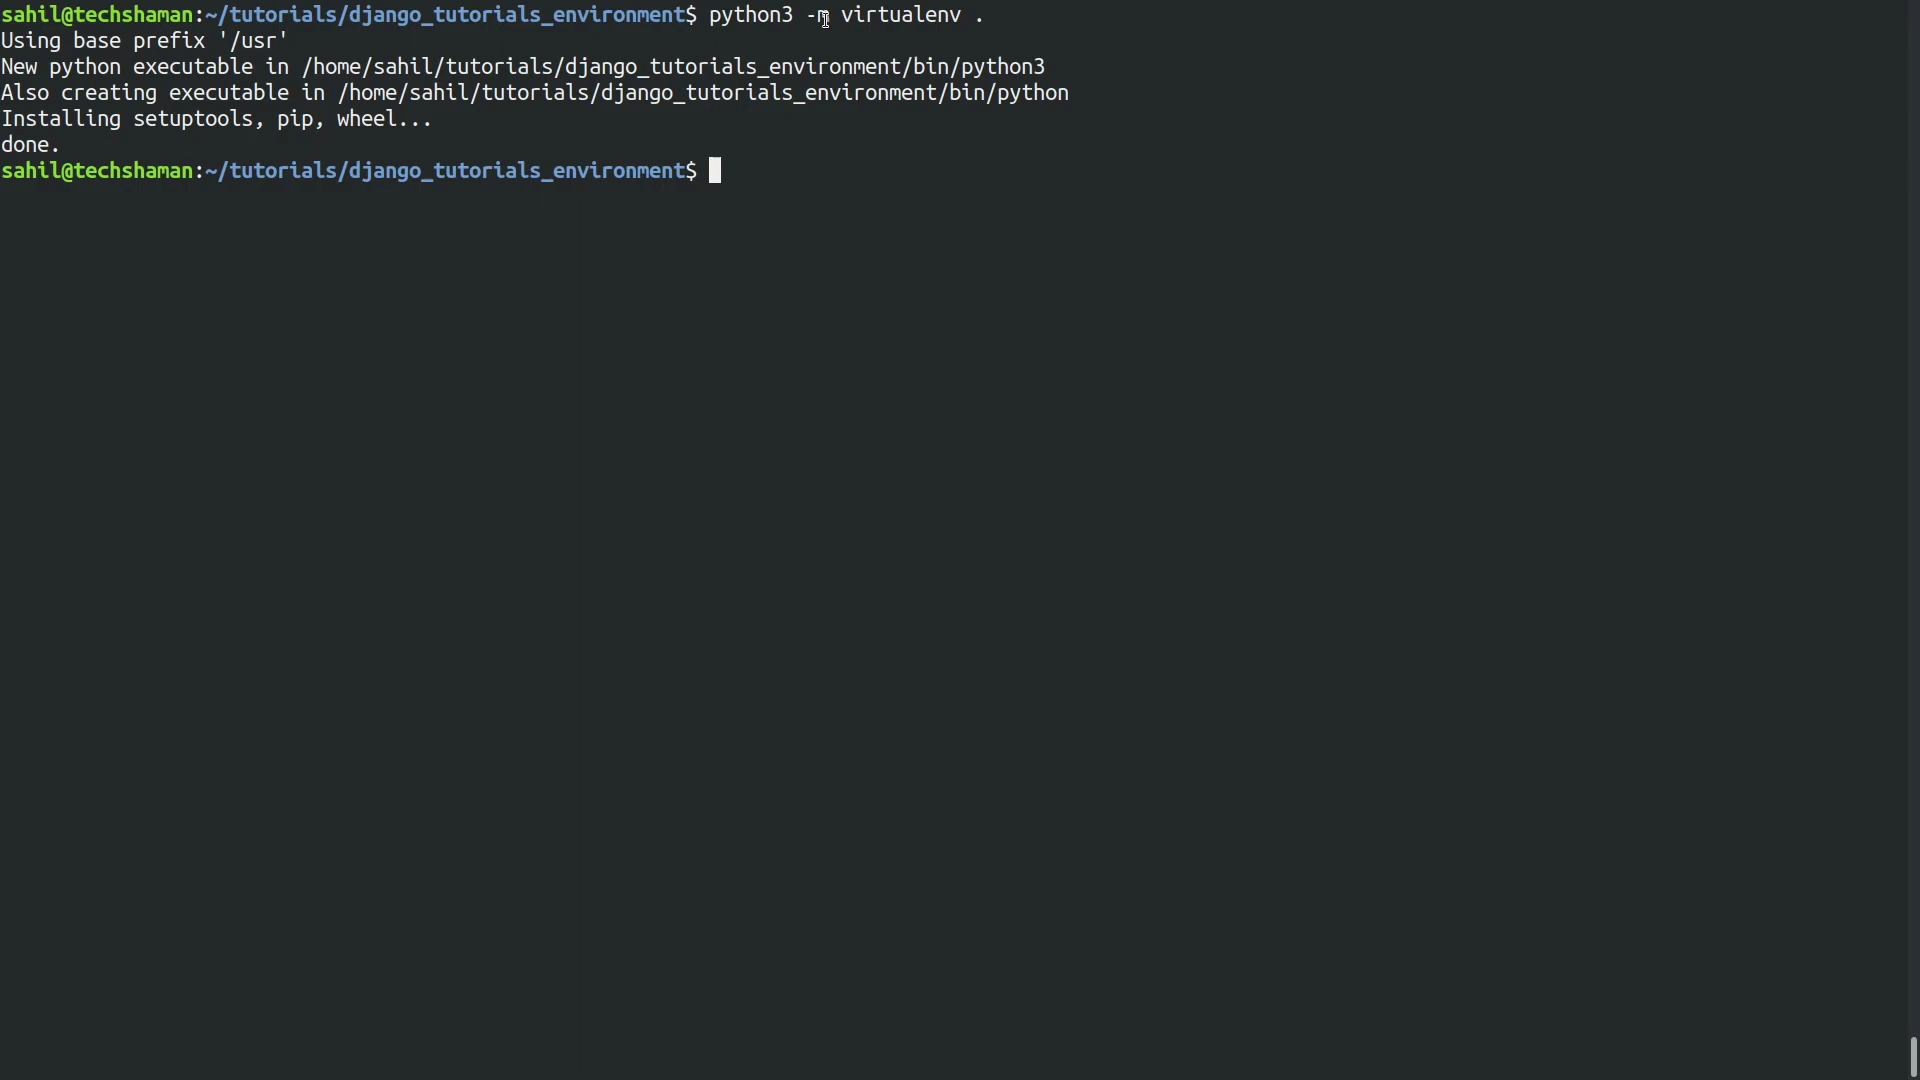 sahil@techshaman:~/tutorials/django_tutorials_environment$ python3 -m virtualenv .
Using base prefix '/usr'
New python executable in /home/sahil/tutorials/django_tutorials_environment/bin/python3
Also creating executable in /home/sahil/tutorials/django_tutorials_environment/bin/python
Installing setuptools, pip, wheel...
done.
sahil@techshaman:~/tutorials/django_tutorials_environment$